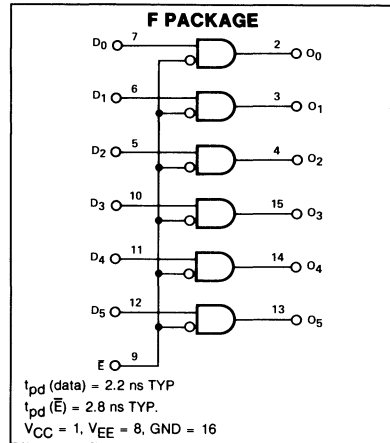 F PACKAGE
D0 7 2 O0
D1 6 3 O1
D2 5 4 O2
D3 10 15 O3
D4 11 14 O4
D5 12 13 O5
E̅ 9
tpd (data) = 2.2 ns TYP
tpd (E̅) = 2.8 ns TYP.
VCC = 1, VEE = 8, GND = 16